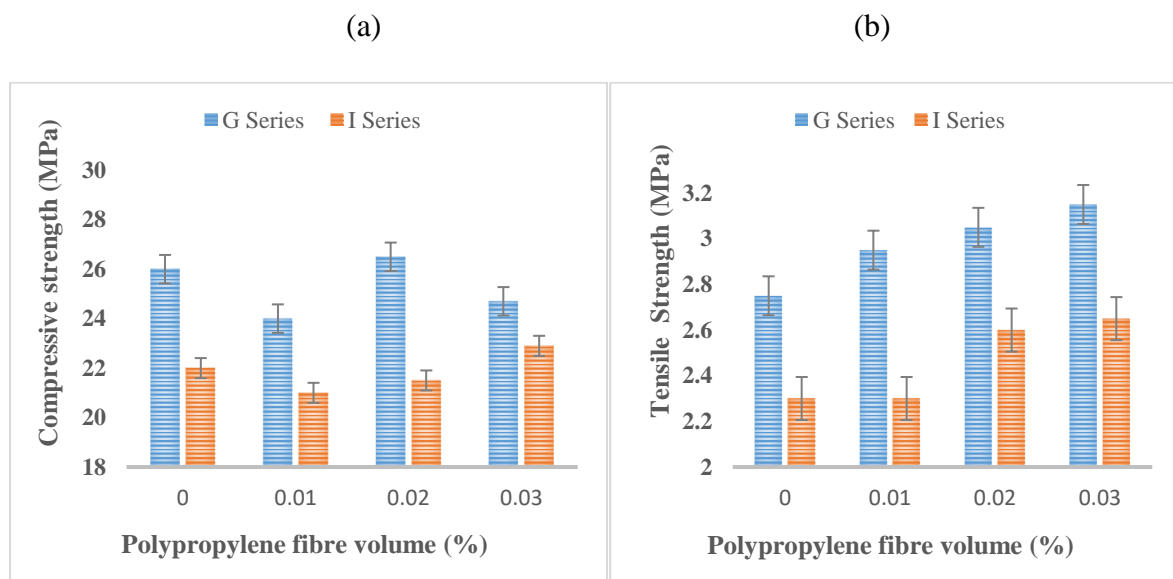 (a)
(b)
G Series I Series
Compressive strength (MPa)
30
28
26
24
22
20
18
0 0.01 0.02 0.03
Polypropylene fibre volume (%)
G Series I Series
Tensile Strength (MPa)
3.2
3
2.8
2.6
2.4
2.2
2
0 0.01 0.02 0.03
Polypropylene fibre volume (%)